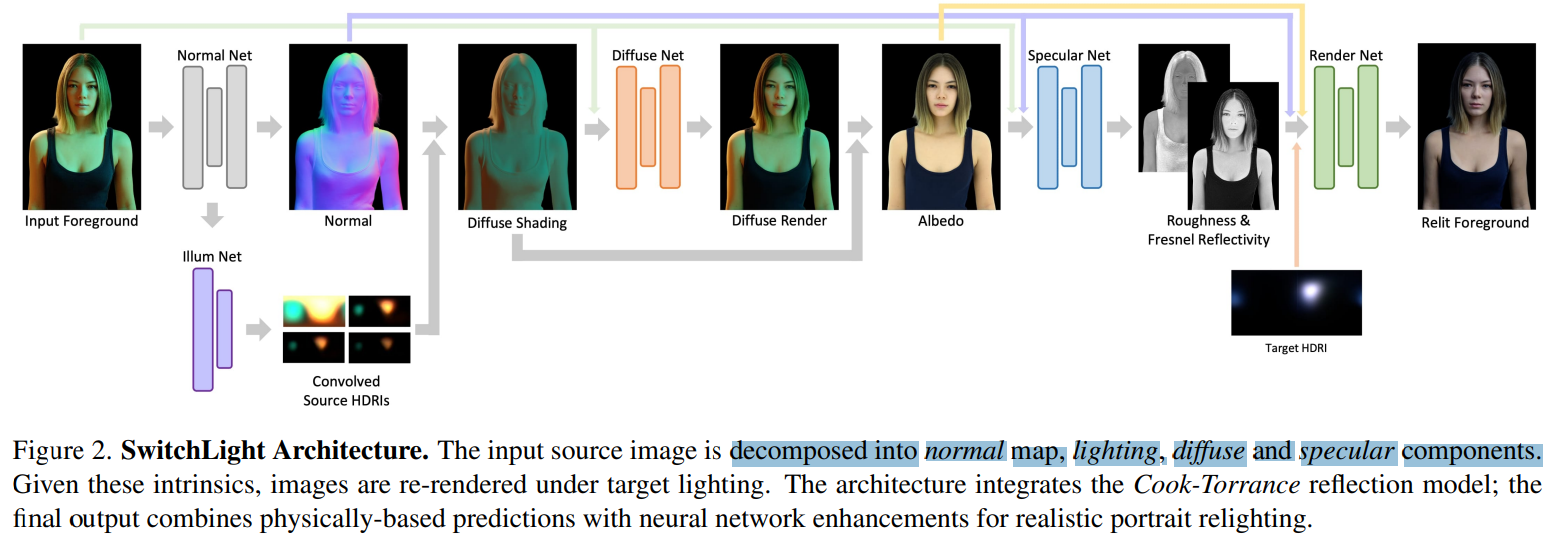 Normal Net
Diffuse Net
Specular Net
Render Net
Input Foreground
Normal
Diffuse Shading
Diffuse Render
Albedo
Roughness &
Fresnel Reflectivity
Relit Foreground
Illum Net
Convolved
Source HDRIs
Target HDRI
Figure 2. SwitchLight Architecture. The input source image is decomposed into normal map, lighting, diffuse and specular components.
Given these intrinsics, images are re-rendered under target lighting. The architecture integrates the Cook-Torrance reflection model; the
final output combines physically-based predictions with neural network enhancements for realistic portrait relighting.